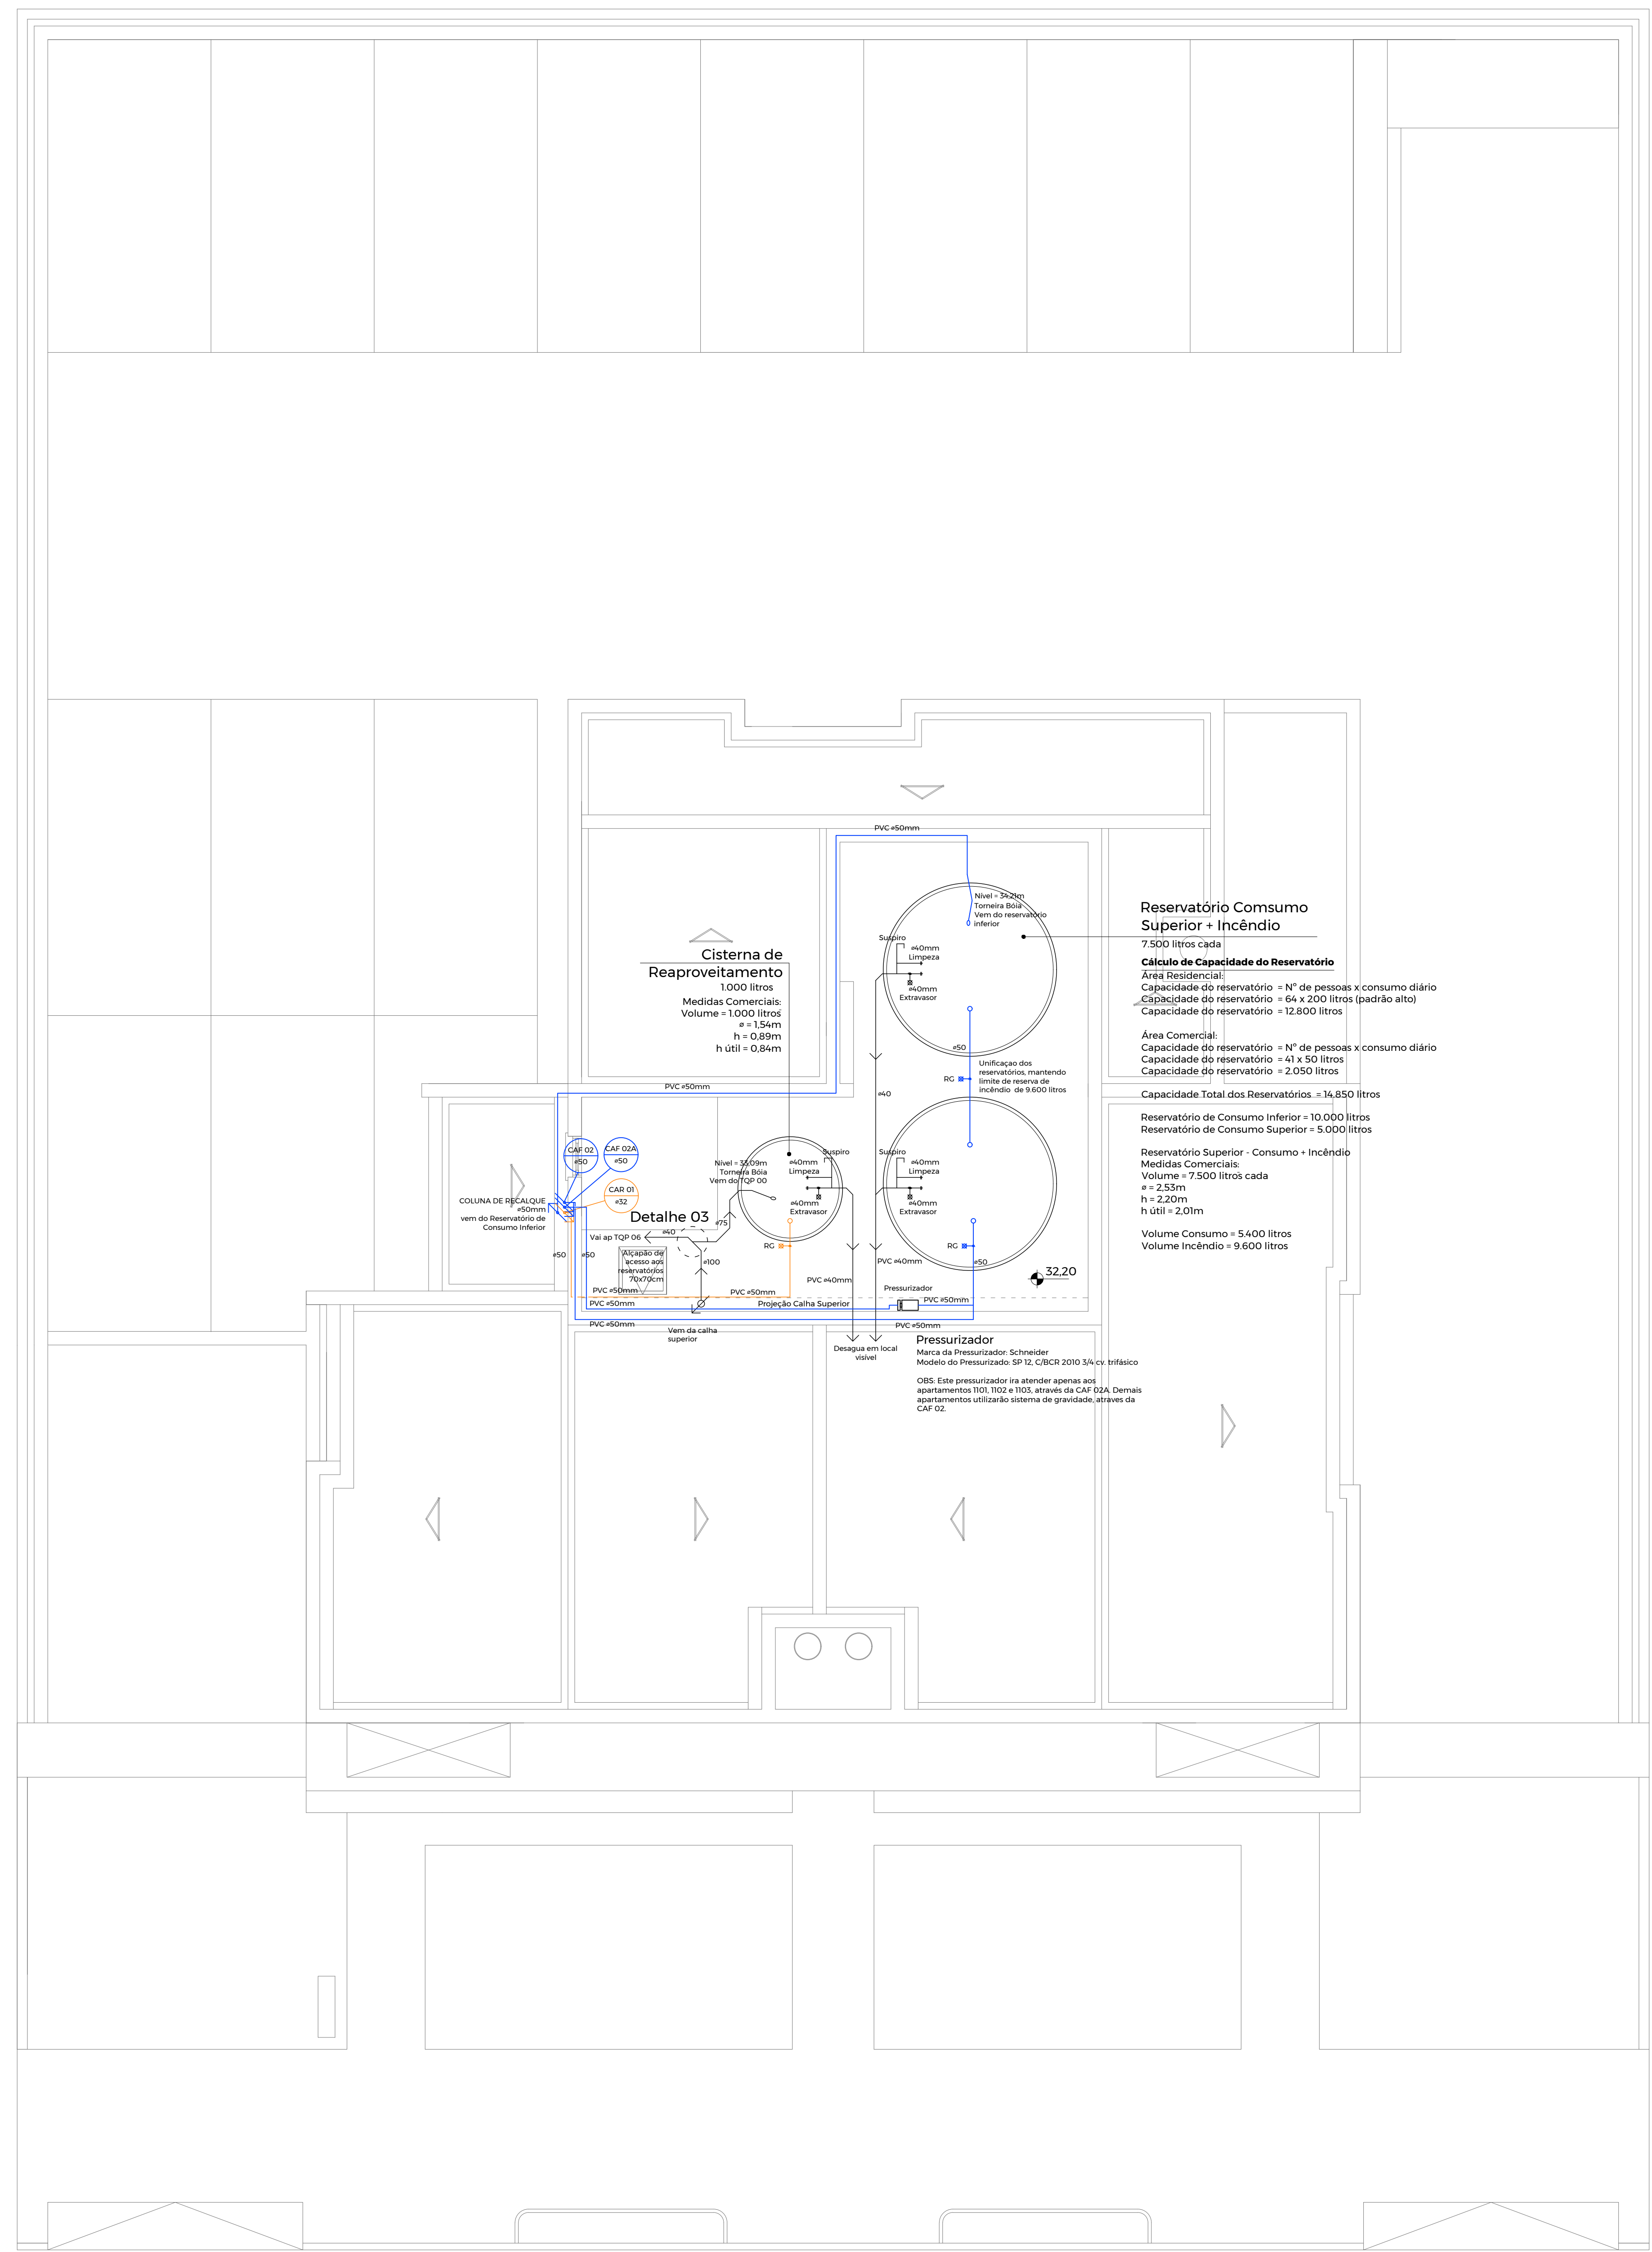 PVC ø50mm
Nível = 34,21m
Torneira Bóia
Vem do reservatório
inferior
Suspiro
ø40mm
Limpeza
ø40mm
Extravasor
Reservatório Comsumo
Superior + Incêndio
7.500 litros cada
Cálculo de Capacidade do Reservatório
Área Residencial:
Capacidade do reservatório = Nº de pessoas x consumo diário
Capacidade do reservatório = 64 x 200 litros (padrão alto)
Capacidade do reservatório = 12.800 litros
Área Comercial:
Capacidade do reservatório = Nº de pessoas x consumo diário
Capacidade do reservatório = 41 x 50 litros
Capacidade do reservatório = 2.050 litros
Capacidade Total dos Reservatórios = 14.850 litros
Reservatório de Consumo Inferior = 10.000 litros
Reservatório de Consumo Superior = 5.000 litros
Reservatório Superior - Consumo + Incêndio
Medidas Comerciais:
Volume = 7.500 litros cada
ø = 2,53m
h = 2,20m
h útil = 2,01m
Volume Consumo = 5.400 litros
Volume Incêndio = 9.600 litros
Cisterna de
Reaproveitamento
1.000 litros
Medidas Comerciais:
Volume = 1.000 litros
ø = 1,54m
h = 0,89m
h útil = 0,84m
ø50
Unificaçao dos
reservatórios, mantendo
limite de reserva de
incêndio de 9.600 litros
RG
ø40
PVC ø50mm
CAF 02
ø50
CAF 02A
ø50
CAR 01
ø32
COLUNA DE RECALQUE
ø50mm
vem do Reservatório de
Consumo Inferior
Nível = 33,09m
Torneira Bóia
Vem do TQP 00
ø40mm
Limpeza
Suspiro
ø40mm
Extravasor
Suspiro
ø40mm
Limpeza
ø40mm
Extravasor
Detalhe 03
ø40
ø75
Vai ap TQP 06
ø50
ø50
Alçapão de
acesso aos
reservatórios
70x70cm
ø100
RG
RG
ø50
PVC ø40mm
PVC ø40mm
32,20
PVC ø50mm
PVC ø50mm
Pressurizador
PVC ø50mm
Projeção Calha Superior
PVC ø50mm
PVC ø50mm
PVC ø50mm
Vem da calha
superior
Desagua em local
visível
Pressurizador
Marca da Pressurizador: Schneider
Modelo do Pressurizado: SP 12, C/BCR 2010 3/4 cv. trifásico
OBS: Este pressurizador ira atender apenas aos
apartamentos 1101, 1102 e 1103, através da CAF 02A. Demais
apartamentos utilizarão sistema de gravidade, atraves da
CAF 02.